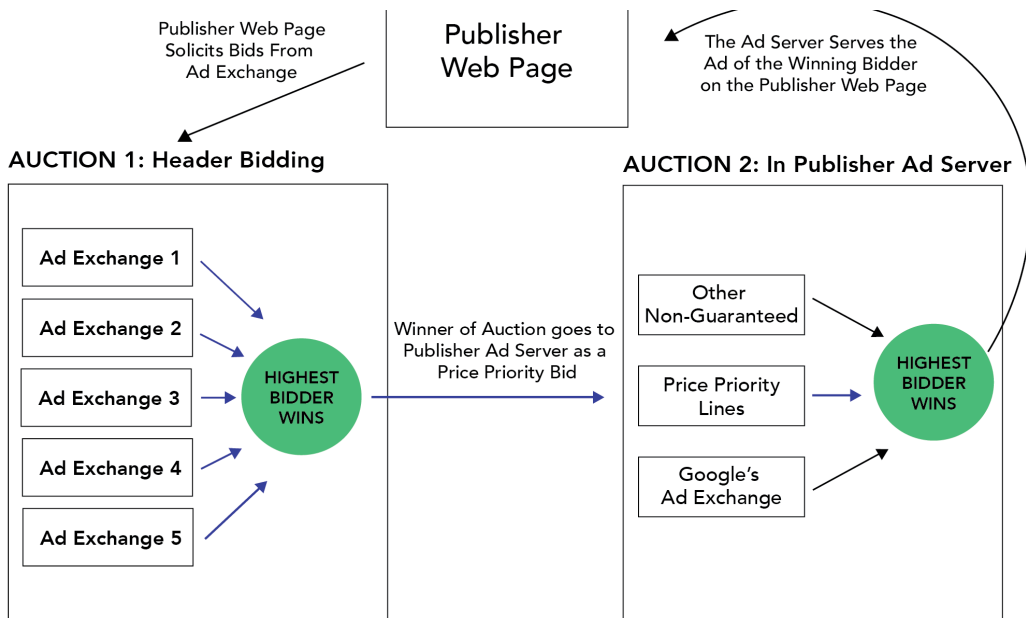 Publisher Web Page
Solicits Bids From
Ad Exchange
Publisher
Web Page
The Ad Server Serves the
Ad of the Winning Bidder
on the Publisher Web Page
AUCTION 1: Header Bidding
Ad Exchange 1
Ad Exchange 2
Ad Exchange 3
Ad Exchange 4
Ad Exchange 5
HIGHEST
BIDDER
WINS
Winner of Auction goes to
Publisher Ad Server as a
Price Priority Bid
AUCTION 2: In Publisher Ad Server
Other
Non-Guaranteed
Price Priority
Lines
Google's
Ad Exchange
HIGHEST
BIDDER
WINS